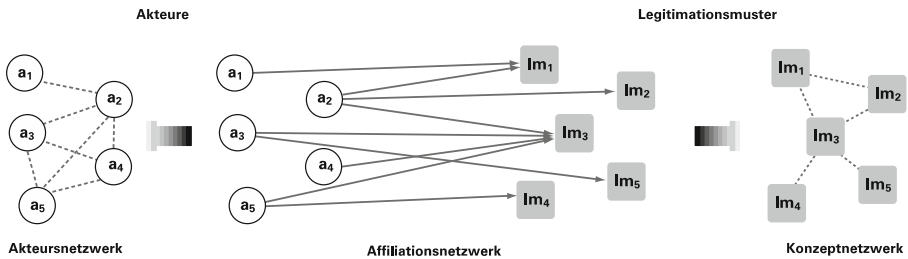 Akteure
Legitimationsmuster
a₁
a₂
a₃
a₄
a₅
a₁
a₂
a₃
a₄
a₅
lm₁
lm₂
lm₃
lm₅
lm₄
lm₁
lm₂
lm₃
lm₅
lm₄
Akteursnetzwerk
Affiliationsnetzwerk
Konzeptnetzwerk